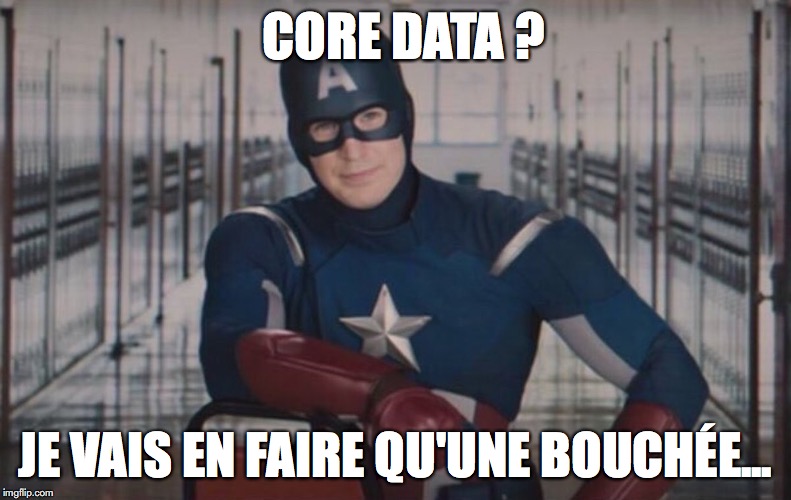 CORE DATA ?
A
JE VAIS EN FAIRE QU'UNE BOUCHÉE...
imgflip.com